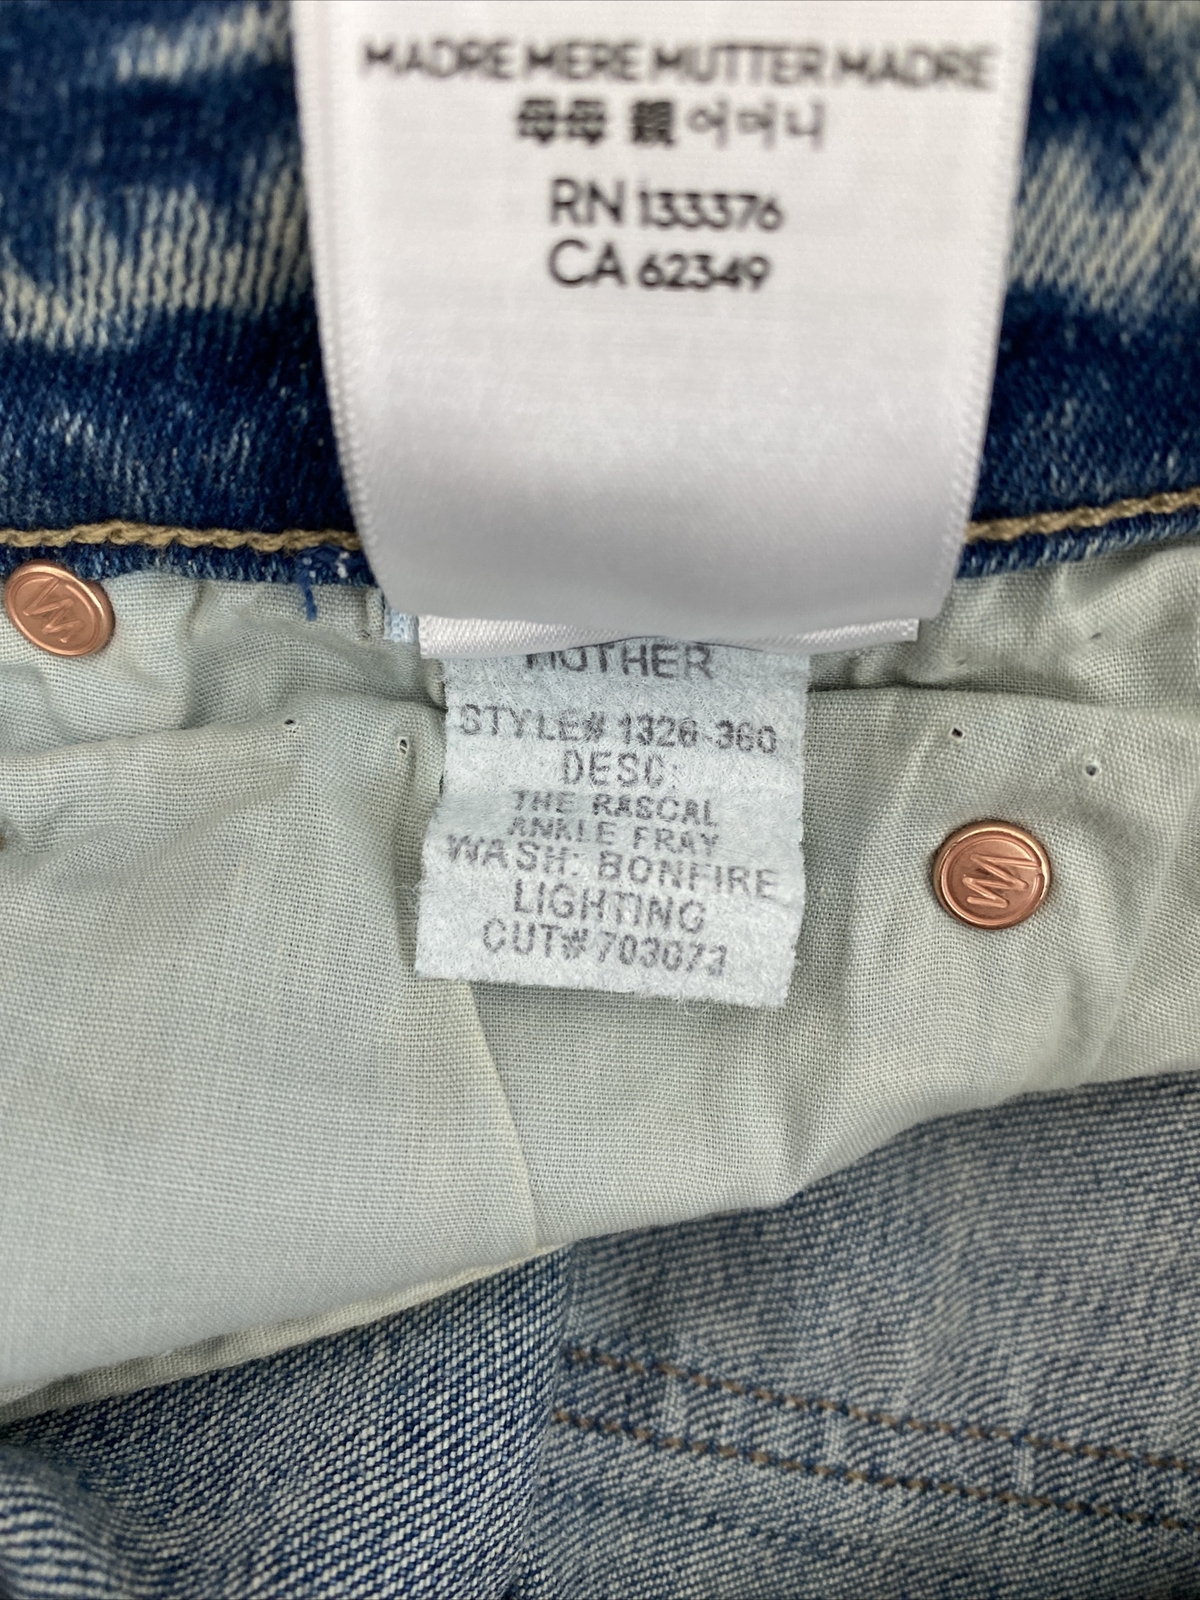 MADRE MERE MUTTER MADRE
母母 親 어머니
RN 133376
CA 62349
MOTHER
STYLE# 1326-360
DESC:
THE RASCAL
ANKLE FRAY
WASH: BONFIRE
LIGHTING
CUT# 703073